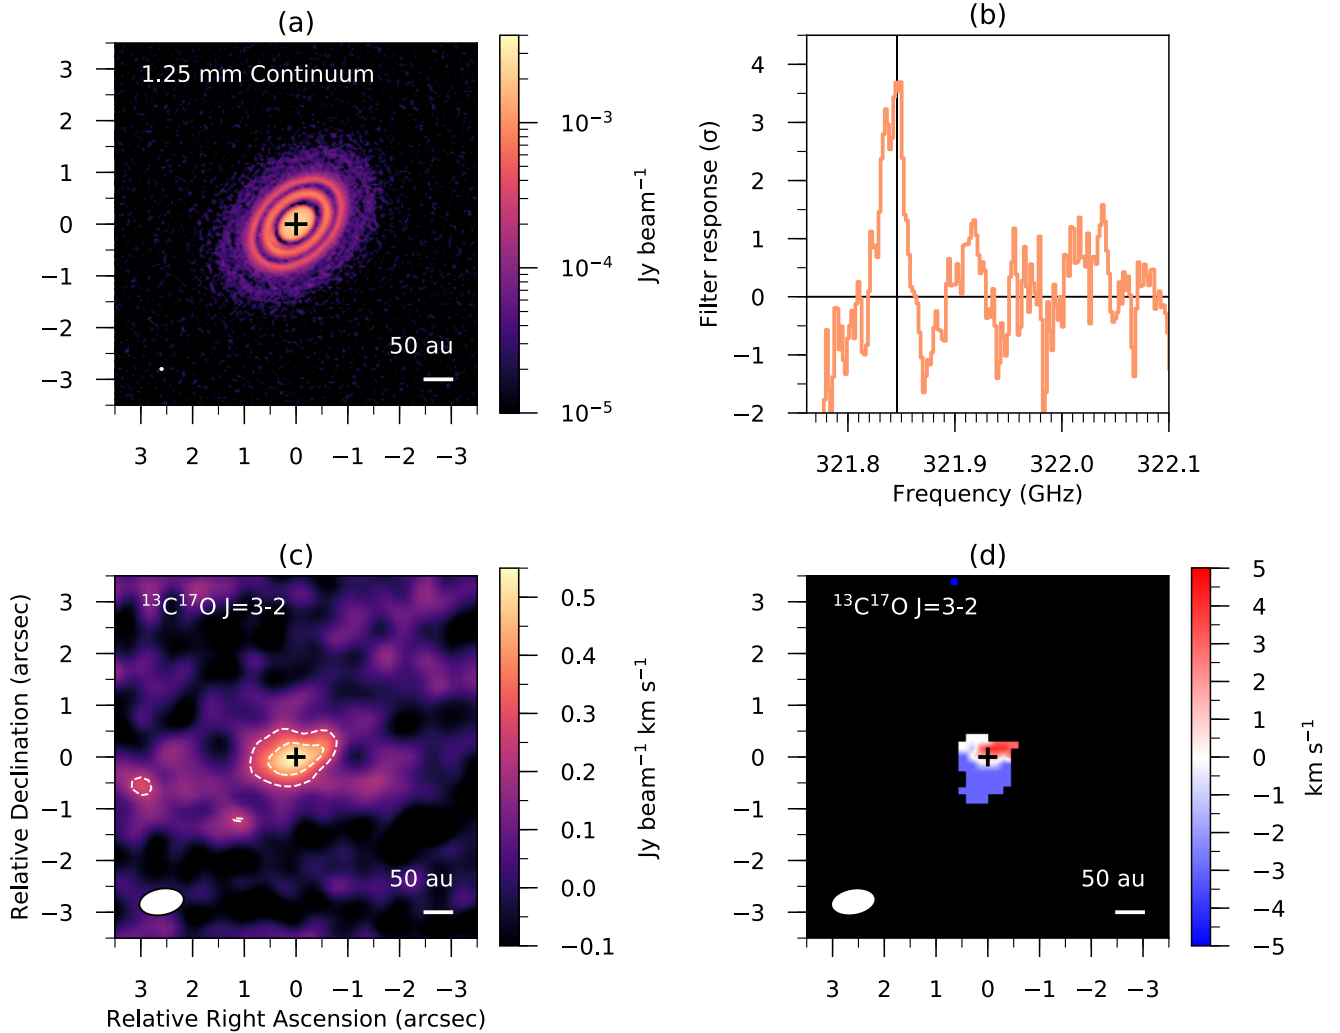 (a)
1.25 mm Continuum
50 au
3
2
1
0
−1
−2
−3
3 2 1 0 −1 −2 −3
10⁻³
10⁻⁴
10⁻⁵
Jy beam⁻¹
(b)
Filter response (σ)
4
3
2
1
0
−1
−2
321.8 321.9 322.0 322.1
Frequency (GHz)
(c)
¹³C¹⁷O J=3-2
50 au
Relative Declination (arcsec)
3
2
1
0
−1
−2
−3
3 2 1 0 −1 −2 −3
Relative Right Ascension (arcsec)
0.5
0.4
0.3
0.2
0.1
0.0
−0.1
Jy beam⁻¹ km s⁻¹
(d)
¹³C¹⁷O J=3-2
50 au
3
2
1
0
−1
−2
−3
3 2 1 0 −1 −2 −3
5
4
3
2
1
0
−1
−2
−3
−4
−5
km s⁻¹